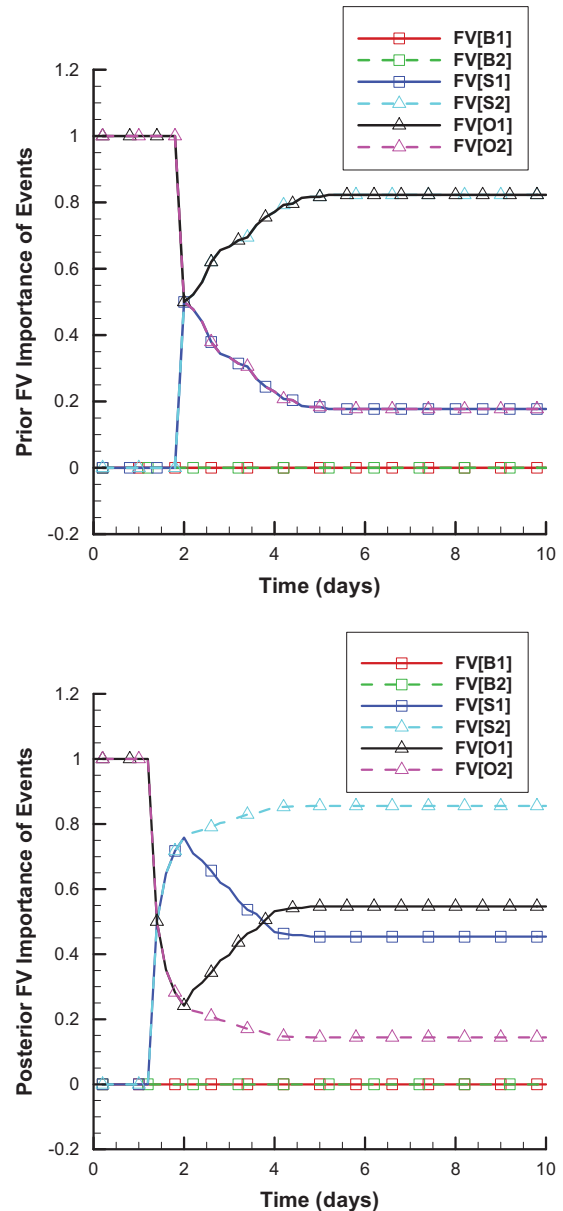 FV[B1]
FV[B2]
FV[S1]
FV[S2]
FV[O1]
FV[O2]
Prior FV Importance of Events
1.2
1
0.8
0.6
0.4
0.2
0
-0.2
0 2 4 6 8 10
Time (days)
FV[B1]
FV[B2]
FV[S1]
FV[S2]
FV[O1]
FV[O2]
Posterior FV Importance of Events
1.2
1
0.8
0.6
0.4
0.2
0
-0.2
0 2 4 6 8 10
Time (days)